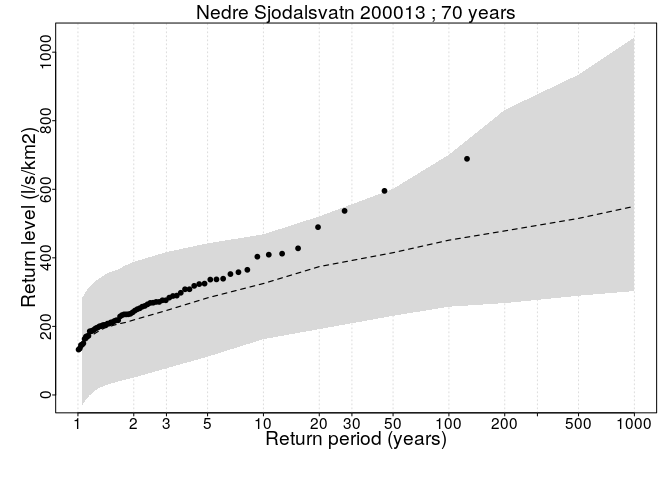 Nedre Sjodalsvatn 200013 ; 70 years
Return level (l/s/km2)
1000
800
600
400
200
0
1 2 3 5 10 20 30 50 100 200 500 1000
Return period (years)